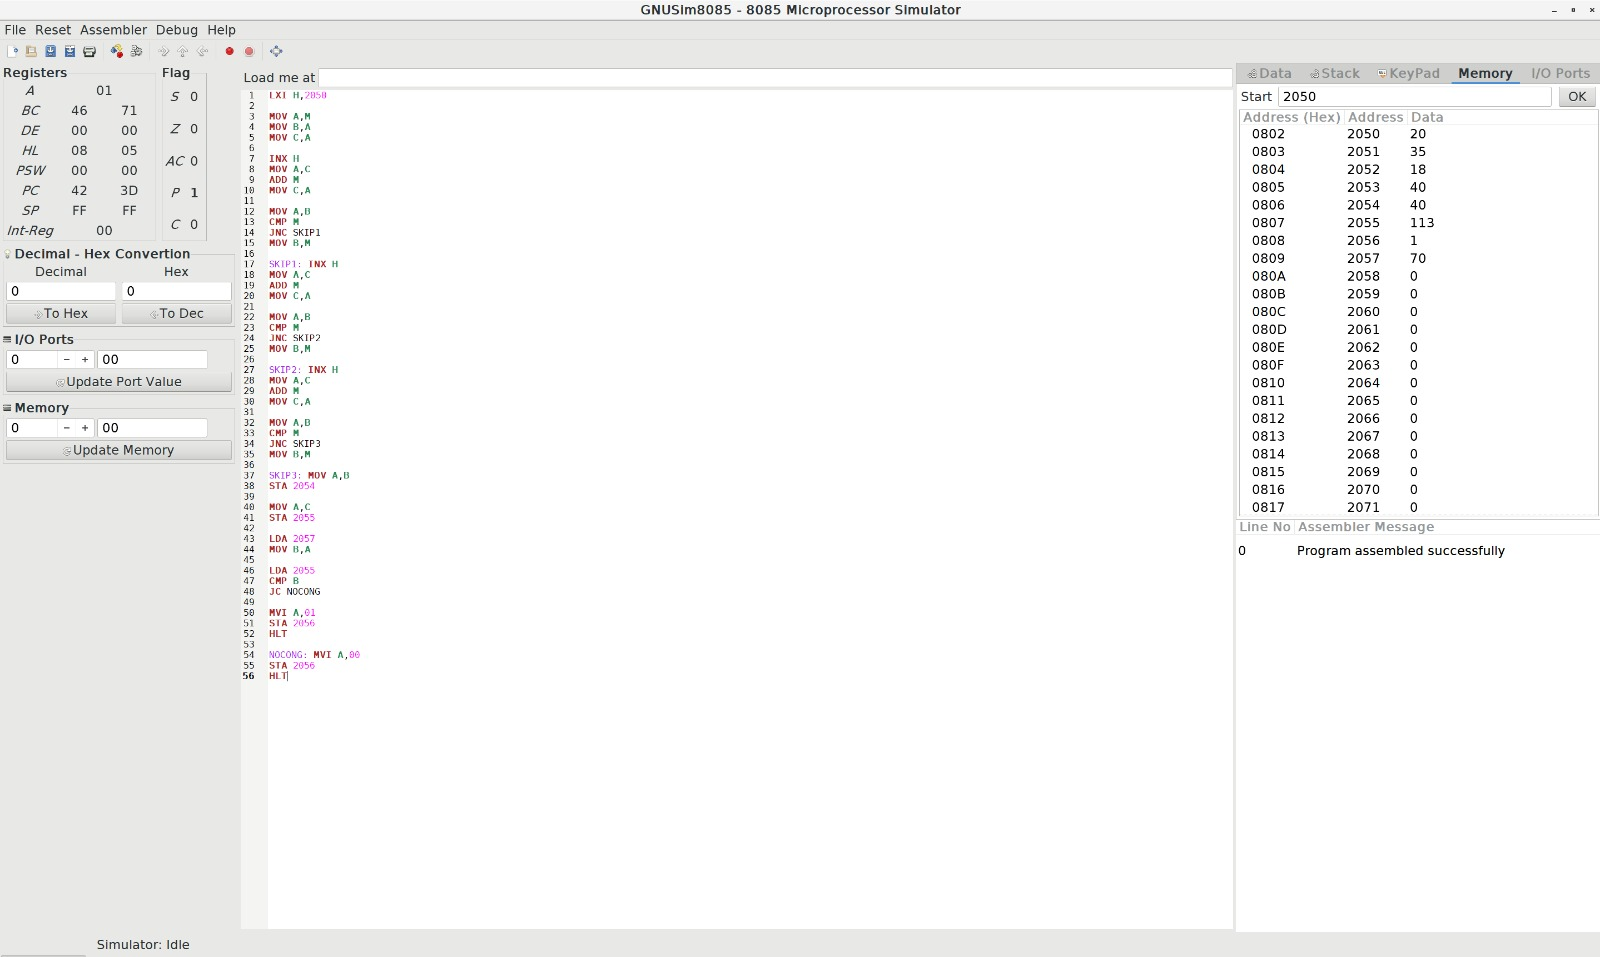 GNUSim8085 - 8085 Microprocessor Simulator
File Reset Assembler Debug Help
Registers
A 01
BC 46 71
DE 00 00
HL 08 05
PSW 00 00
PC 42 3D
SP FF FF
Int-Reg 00
Flag
S 0
Z 0
AC 0
P 1
C 0
Decimal - Hex Convertion
Decimal Hex
0 0
To Hex To Dec
I/O Ports
0 − + 00
Update Port Value
Memory
0 − + 00
Update Memory
Load me at
1 LXI H,2050
2
3 MOV A,M
4 MOV B,A
5 MOV C,A
6
7 INX H
8 MOV A,C
9 ADD M
10 MOV C,A
11
12 MOV A,B
13 CMP M
14 JNC SKIP1
15 MOV B,M
16
17 SKIP1: INX H
18 MOV A,C
19 ADD M
20 MOV C,A
21
22 MOV A,B
23 CMP M
24 JNC SKIP2
25 MOV B,M
26
27 SKIP2: INX H
28 MOV A,C
29 ADD M
30 MOV C,A
31
32 MOV A,B
33 CMP M
34 JNC SKIP3
35 MOV B,M
36
37 SKIP3: MOV A,B
38 STA 2054
39
40 MOV A,C
41 STA 2055
42
43 LDA 2057
44 MOV B,A
45
46 LDA 2055
47 CMP B
48 JC NOCONG
49
50 MVI A,01
51 STA 2056
52 HLT
53
54 NOCONG: MVI A,00
55 STA 2056
56 HLT
Data Stack KeyPad Memory I/O Ports
Start 2050 OK
Address (Hex) Address Data
0802 2050 20
0803 2051 35
0804 2052 18
0805 2053 40
0806 2054 40
0807 2055 113
0808 2056 1
0809 2057 70
080A 2058 0
080B 2059 0
080C 2060 0
080D 2061 0
080E 2062 0
080F 2063 0
0810 2064 0
0811 2065 0
0812 2066 0
0813 2067 0
0814 2068 0
0815 2069 0
0816 2070 0
0817 2071 0
Line No Assembler Message
0 Program assembled successfully
Simulator: Idle